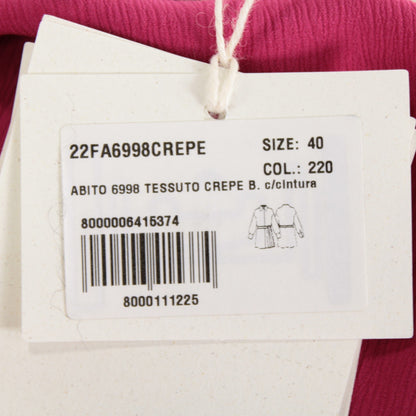 22FA6998CREPE SIZE: 40
COL.: 220
ABITO 6998 TESSUTO CREPE B. c/cintura
8000006415374
8000111225